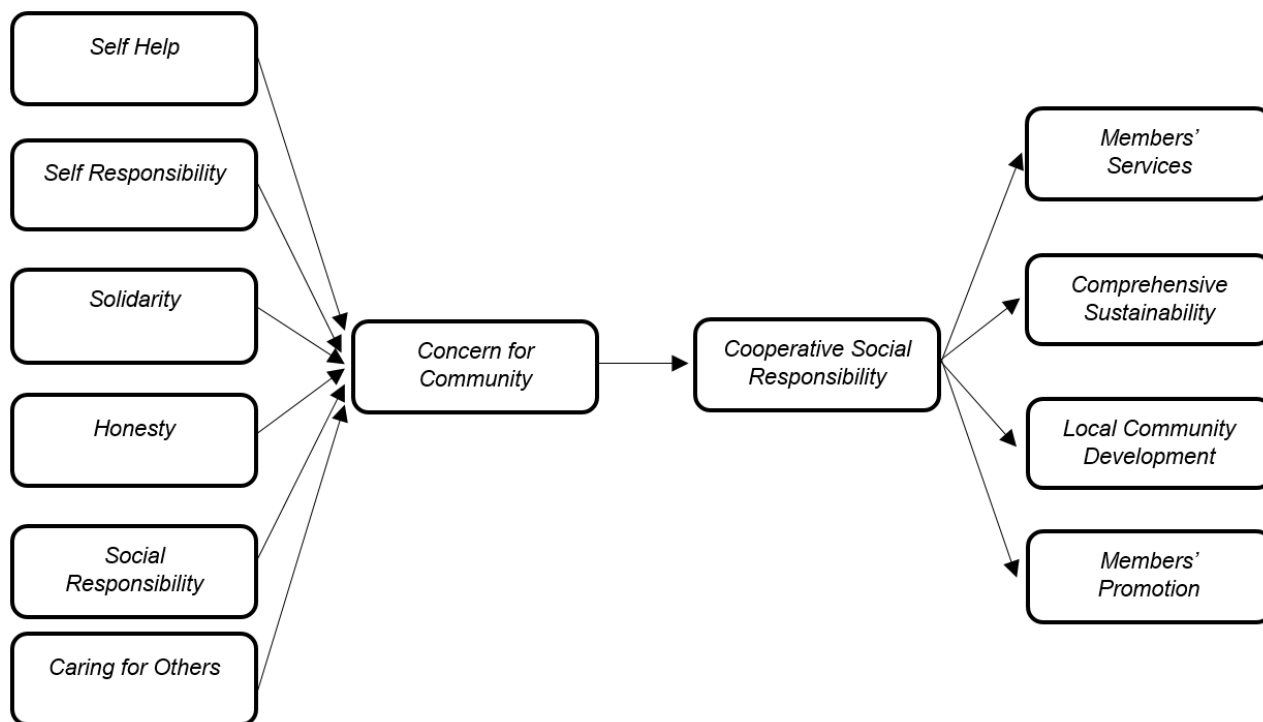 Self Help
Self Responsibility
Solidarity
Honesty
Social
Responsibility
Caring for Others
Concern for
Community
Cooperative Social
Responsibility
Members'
Services
Comprehensive
Sustainability
Local Community
Development
Members'
Promotion